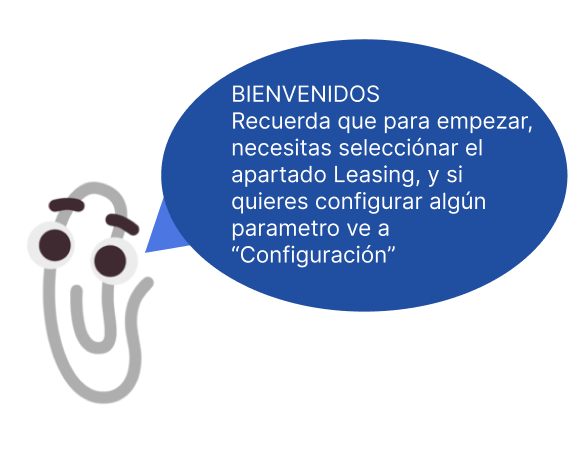 BIENVENIDOS
Recuerda que para empezar,
necesitas selecciónar el
apartado Leasing, y si
quieres configurar algún
parametro ve a
“Configuración”